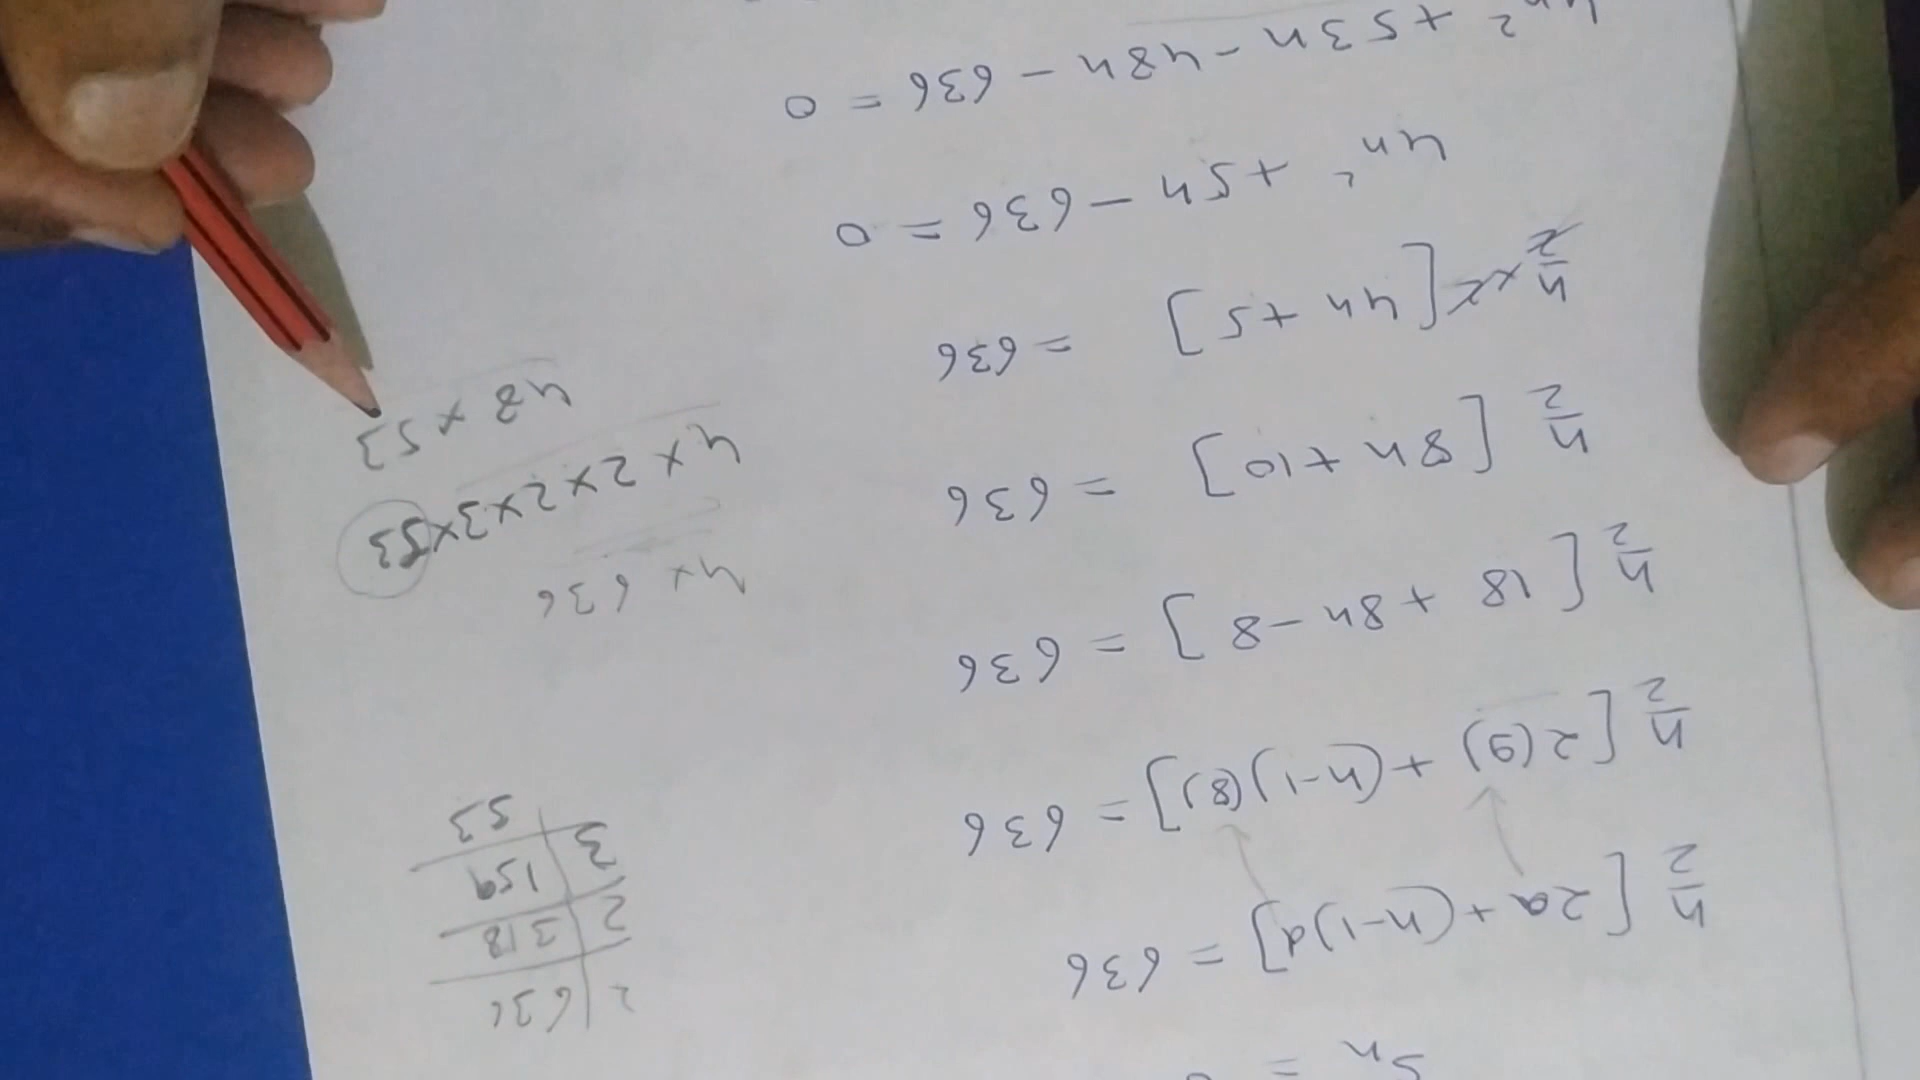 Sn =
n/2 [2a + (n-1)d] = 636
n/2 [2(9) + (n-1)(8)] = 636
n/2 [18 + 8n - 8] = 636
n/2 [8n + 10] = 636
n/2 × 2 [4n + 5] = 636
4n² + 5n - 636 = 0
4n² + 53n - 48n - 636 = 0
2 | 636
2 | 318
3 | 159
53
4 × 636
4 × 2 × 2 × 3 × 53
48 × 53